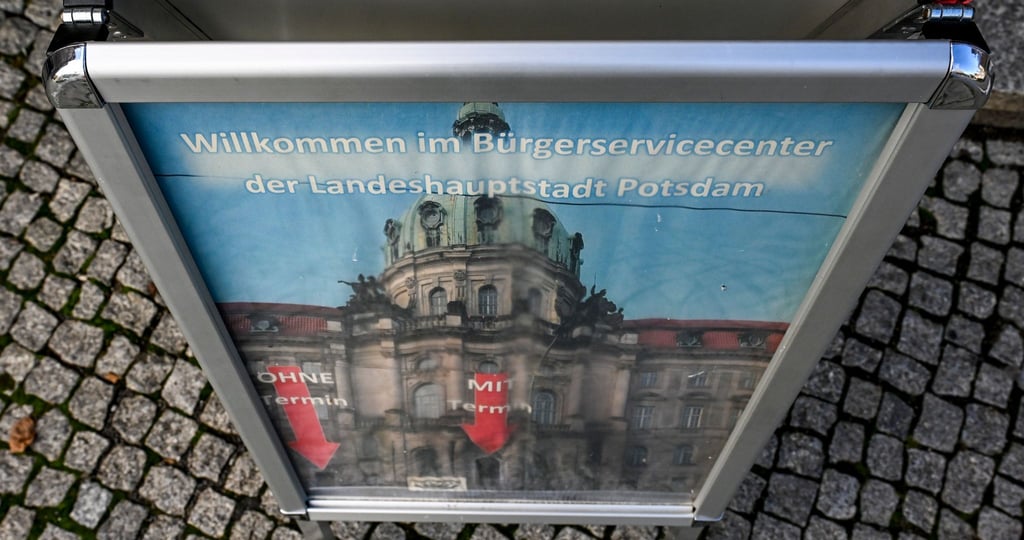 Willkommen im Bürgerservicecenter
der Landeshauptstadt Potsdam
OHNE
Termin
MIT
Termin